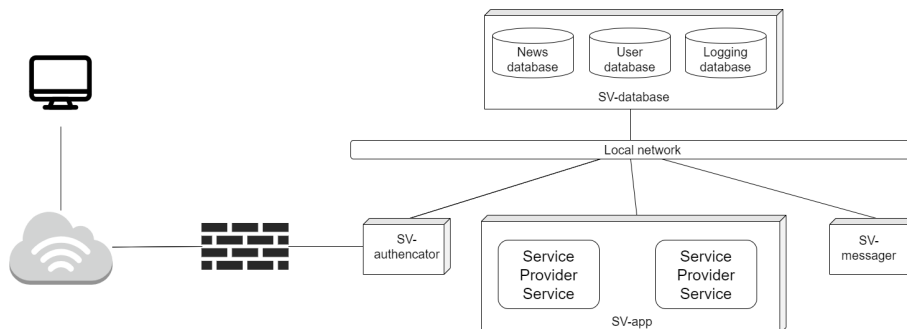 News
database
User
database
Logging
database
SV-database
Local network
SV-
authencator
Service
Provider
Service
Service
Provider
Service
SV-app
SV-
messager